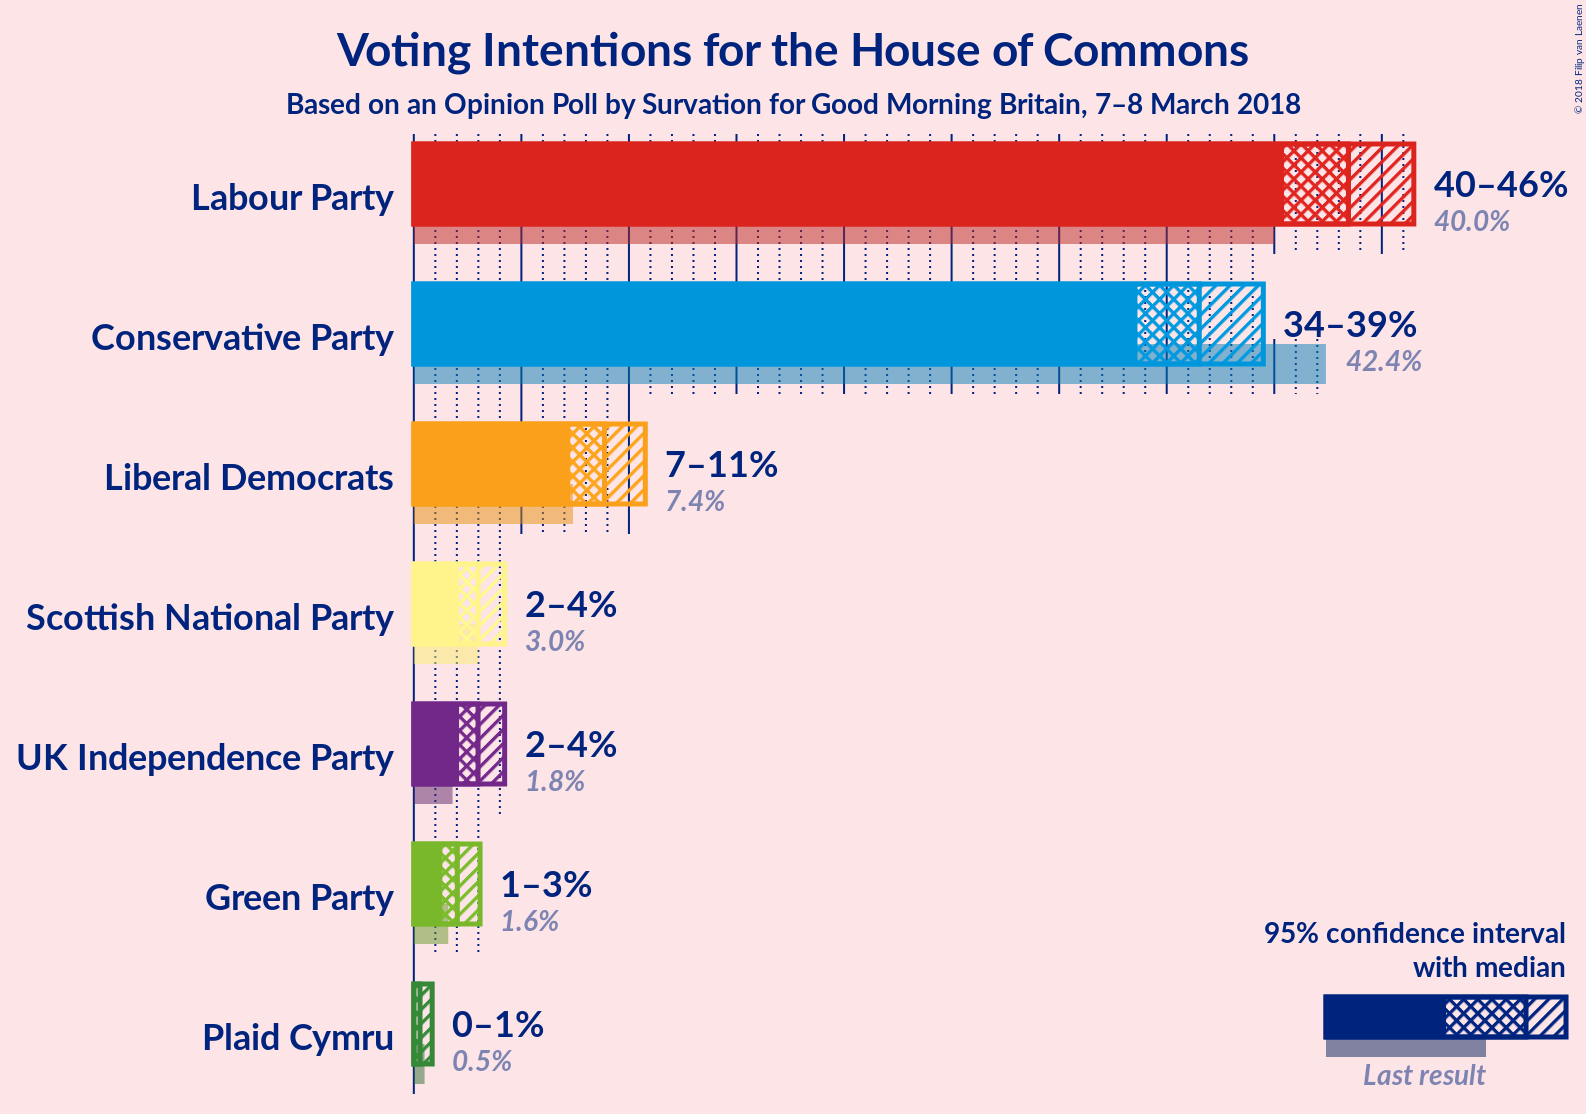 Voting Intentions for the House of Commons
Based on an Opinion Poll by Survation for Good Morning Britain, 7–8 March 2018
© 2018 Filip van Laenen
Labour Party
40–46%
40.0%
Conservative Party
34–39%
42.4%
Liberal Democrats
7–11%
7.4%
Scottish National Party
2–4%
3.0%
UK Independence Party
2–4%
1.8%
Green Party
1–3%
1.6%
Plaid Cymru
0–1%
0.5%
95% confidence interval
with median
Last result